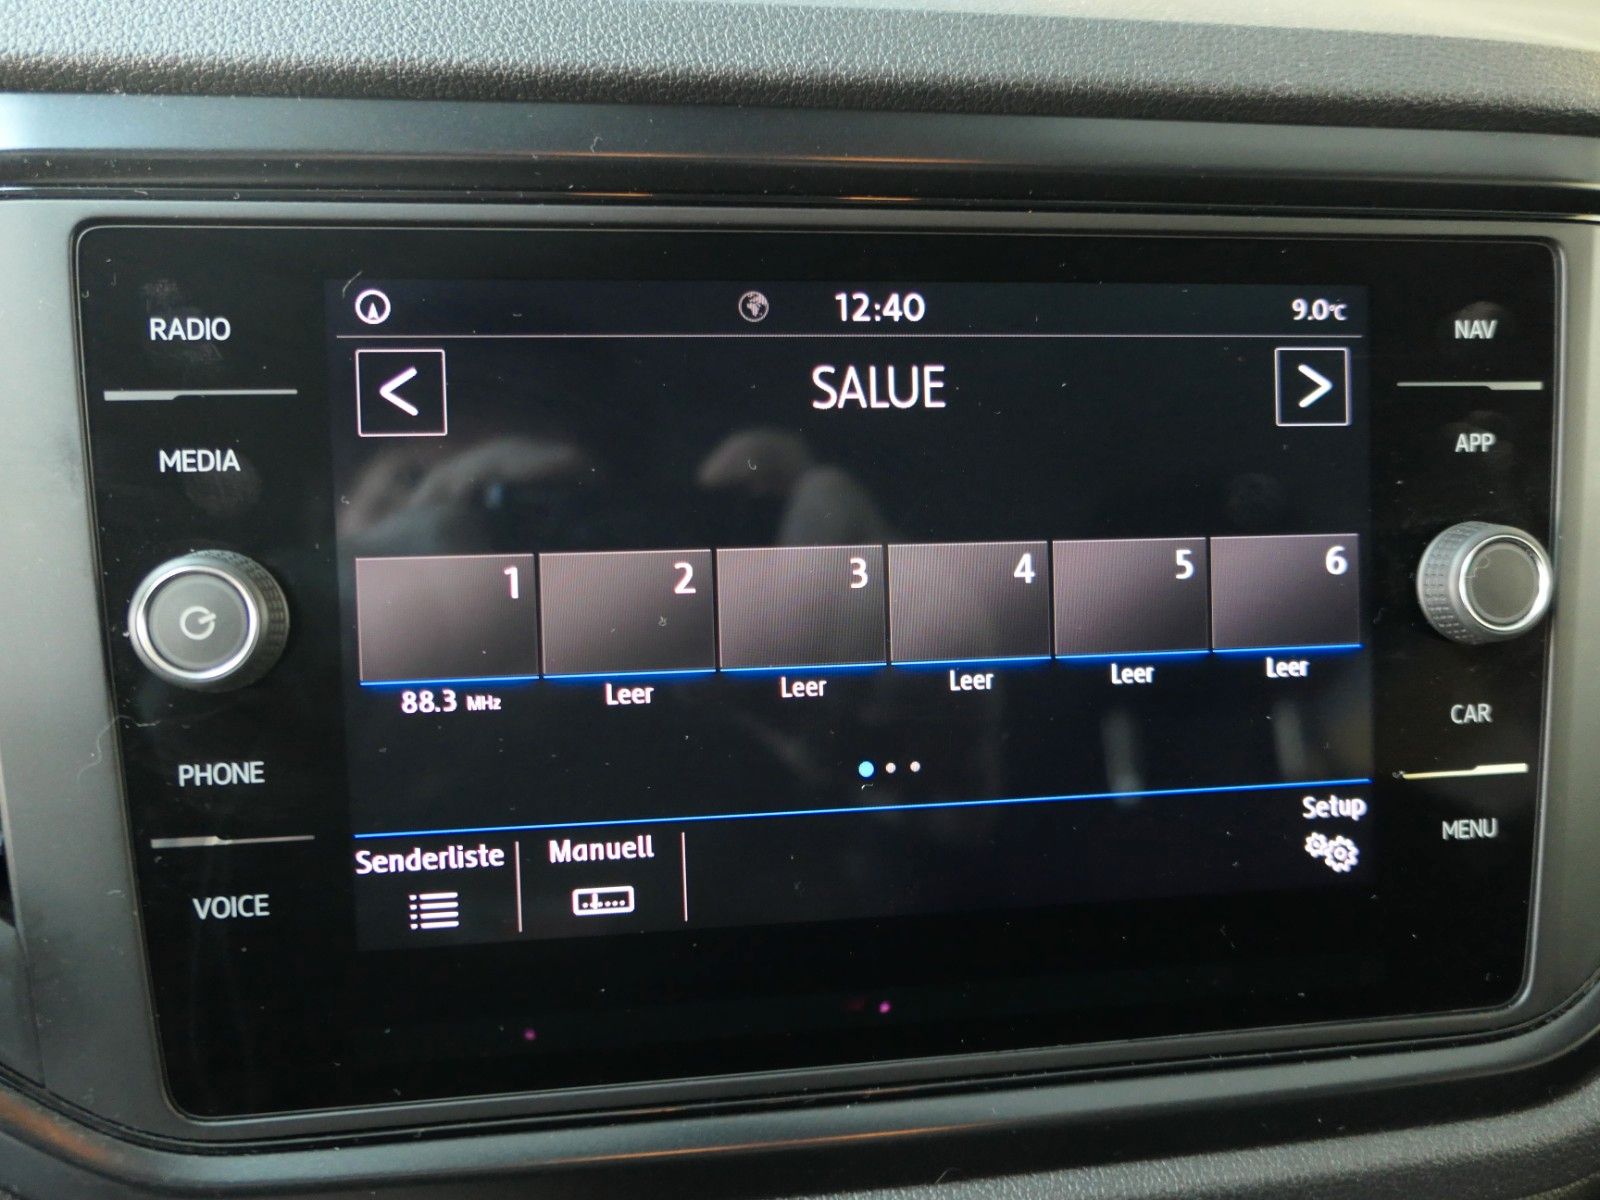 12:40
9.0°C
RADIO
NAV
<
SALUE
>
MEDIA
APP
1
2
3
4
5
6
88.3 MHz
Leer
Leer
Leer
Leer
Leer
PHONE
CAR
Senderliste
Manuell
Setup
VOICE
MENU